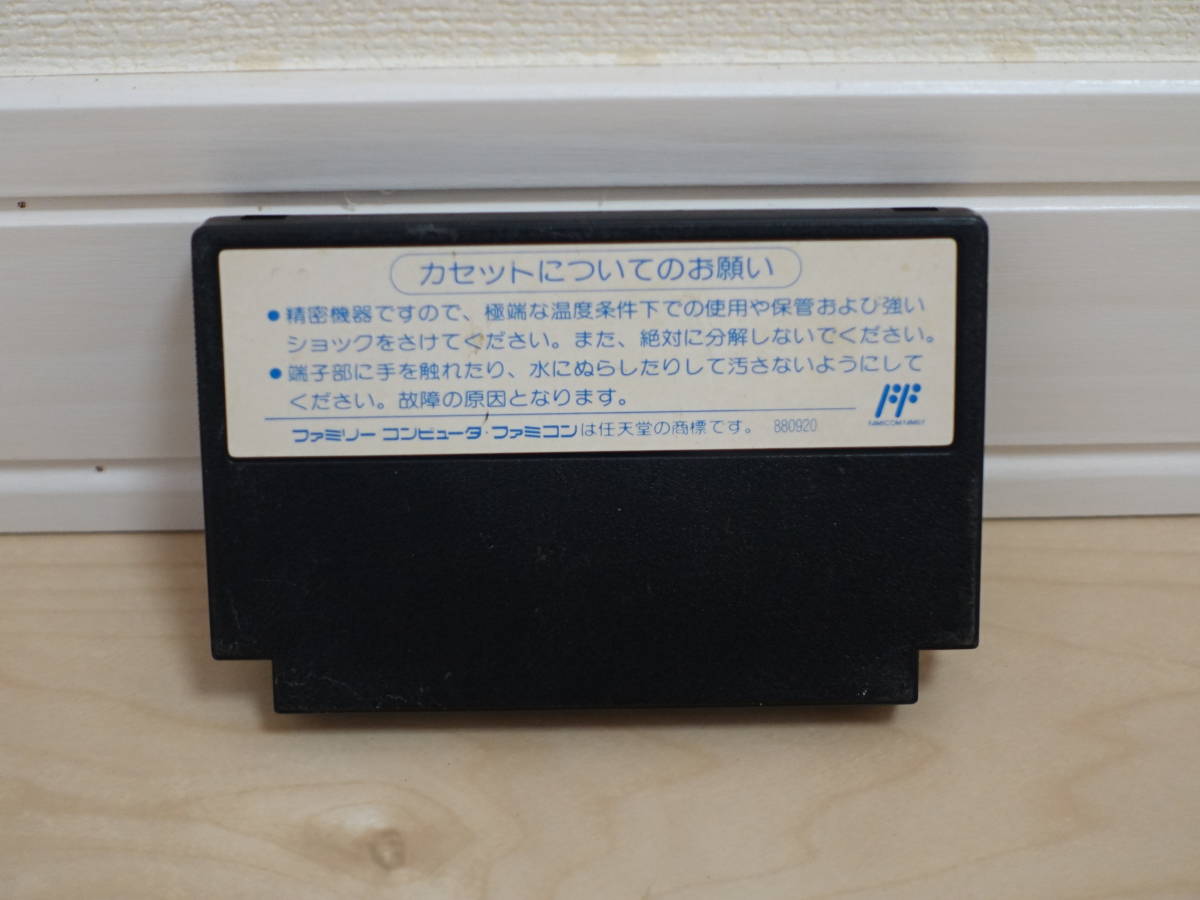 カセットについてのお願い
●精密機器ですので、極端な温度条件下での使用や保管および強い
ショックをさけてください。また、絶対に分解しないでください。
●端子部に手を触れたり、水にぬらしたりして汚さないようにして
ください。故障の原因となります。
FF
FAMICOM FAMILY
ファミリーコンピュータ・ファミコンは任天堂の商標です。 880920